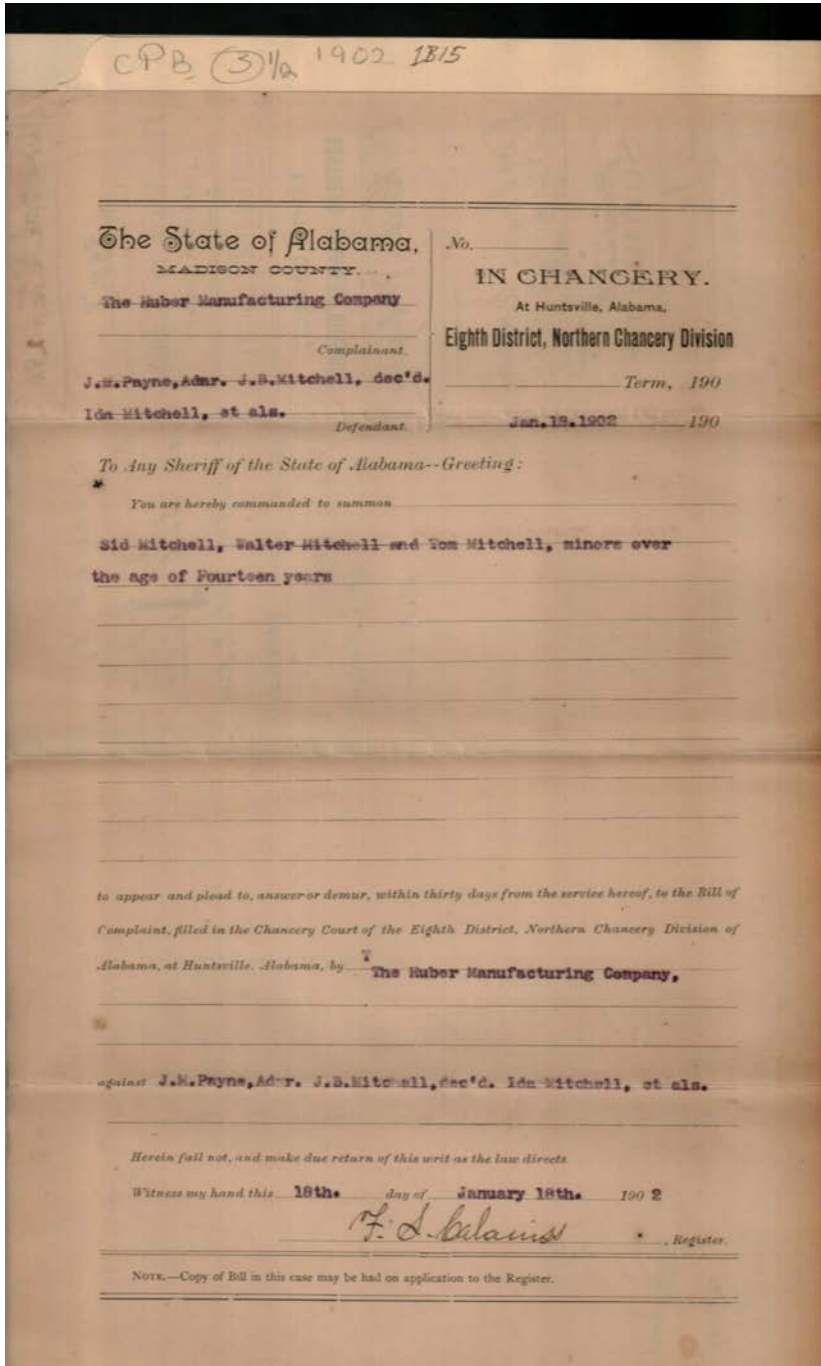 CPB (3) 1/2 1902 1B15
The State of Alabama,
MADISON COUNTY.
The Huber Manufacturing Company
Complainant
J.M.Payne,Admr. J.B.Mitchell, dec'd.
Ida Mitchell, et als.
Defendant.
No.
IN CHANCERY.
At Huntsville, Alabama,
Eighth District, Northern Chancery Division
Term, 190
Jan.18.1902 190
To Any Sheriff of the State of Alabama--Greeting:
You are hereby commanded to summon
Sid Mitchell, Walter Mitchell and Tom Mitchell, minors over
the age of Fourteen years
to appear and plead to, answer or demur, within thirty days from the service hereof, to the Bill of
Complaint, filled in the Chancery Court of the Eighth District, Northern Chancery Division of
Alabama, at Huntsville, Alabama, by T The Huber Manufacturing Company,
against J.M.Payne,Admr. J.B.Mitchell,dec'd. Ida Mitchell, et als.
Herein fail not, and make due return of this writ as the law directs.
Witness my hand this 18th. day of January 18th. 190 2
F. S. , Register.
NOTE.—Copy of Bill in this case may be had on application to the Register.